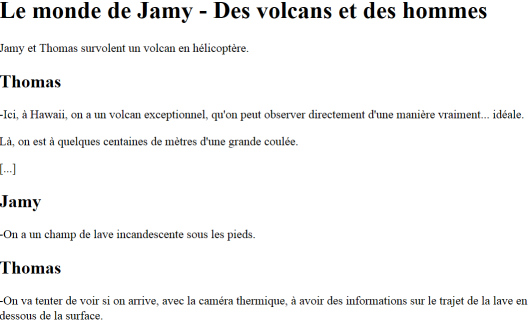 Le monde de Jamy - Des volcans et des hommes
Jamy et Thomas survolent un volcan en hélicoptère.
Thomas
-Ici, à Hawaii, on a un volcan exceptionnel, qu'on peut observer directement d'une manière vraiment... idéale.
Là, on est à quelques centaines de mètres d'une grande coulée.
[...]
Jamy
-On a un champ de lave incandescente sous les pieds.
Thomas
-On va tenter de voir si on arrive, avec la caméra thermique, à avoir des informations sur le trajet de la lave en
dessous de la surface.